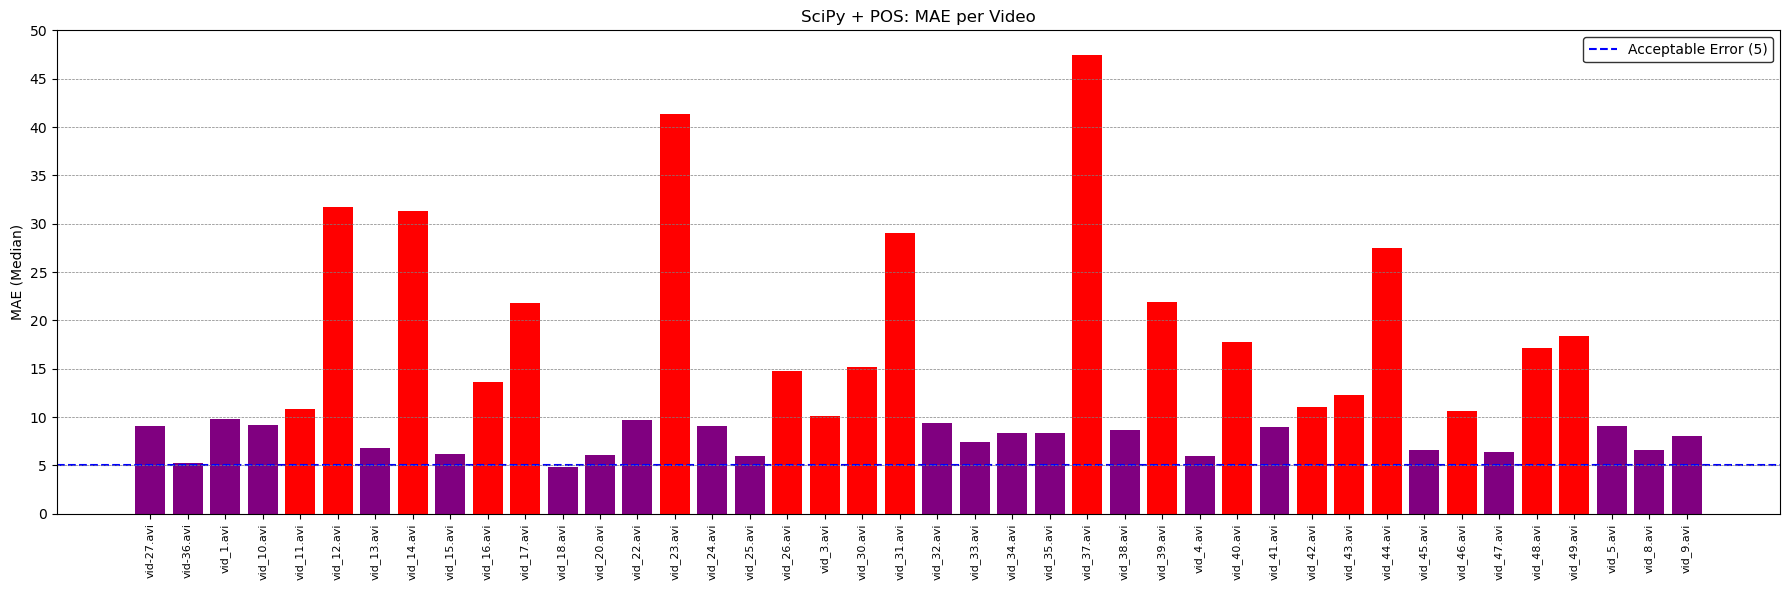 SciPy + POS: MAE per Video
Acceptable Error (5)
MAE (Median)
50
45
40
35
30
25
20
15
10
5
0
vid-27.avi
vid-36.avi
vid_1.avi
vid_10.avi
vid_11.avi
vid_12.avi
vid_13.avi
vid_14.avi
vid_15.avi
vid_16.avi
vid_17.avi
vid_18.avi
vid_20.avi
vid_22.avi
vid_23.avi
vid_24.avi
vid_25.avi
vid_26.avi
vid_3.avi
vid_30.avi
vid_31.avi
vid_32.avi
vid_33.avi
vid_34.avi
vid_35.avi
vid_37.avi
vid_38.avi
vid_39.avi
vid_4.avi
vid_40.avi
vid_41.avi
vid_42.avi
vid_43.avi
vid_44.avi
vid_45.avi
vid_46.avi
vid_47.avi
vid_48.avi
vid_49.avi
vid_5.avi
vid_8.avi
vid_9.avi